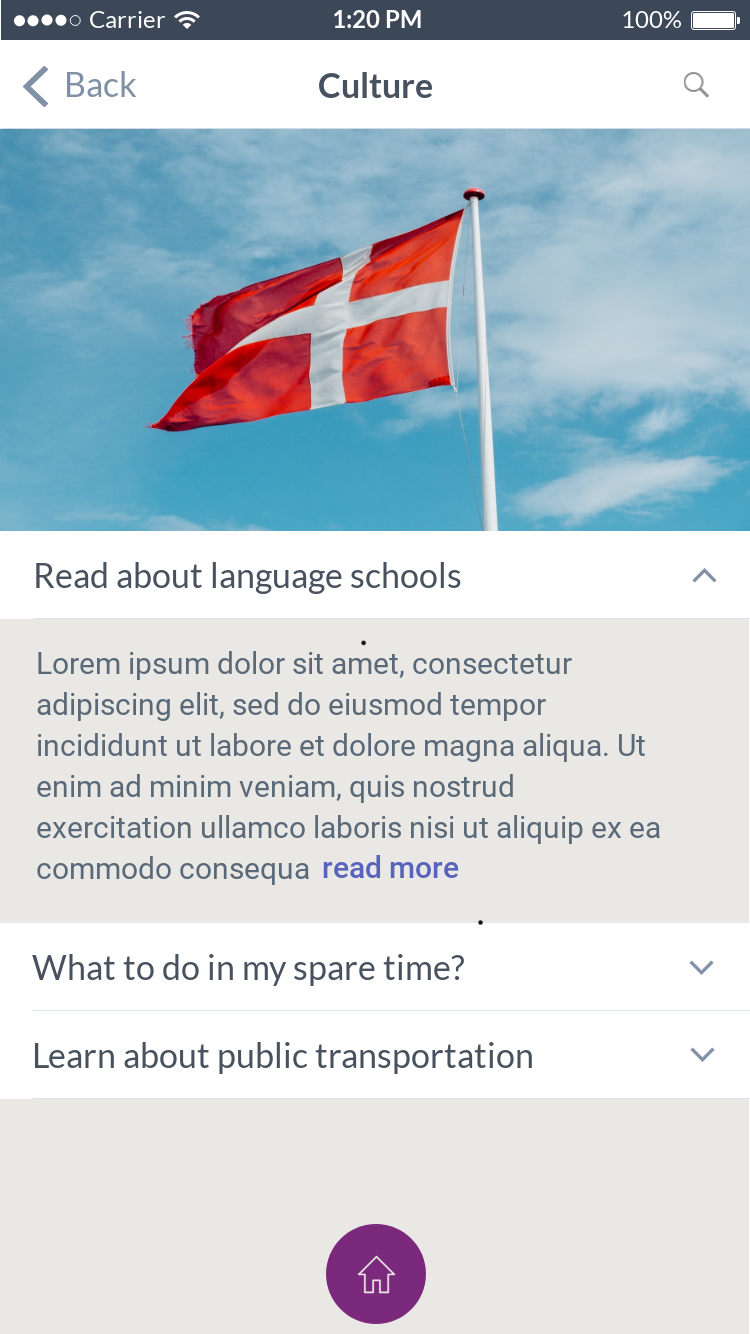 Carrier 1:20 PM 100%
Back Culture
Read about language schools
Lorem ipsum dolor sit amet, consectetur
adipiscing elit, sed do eiusmod tempor
incididunt ut labore et dolore magna aliqua. Ut
enim ad minim veniam, quis nostrud
exercitation ullamco laboris nisi ut aliquip ex ea
commodo consequa read more
What to do in my spare time?
Learn about public transportation